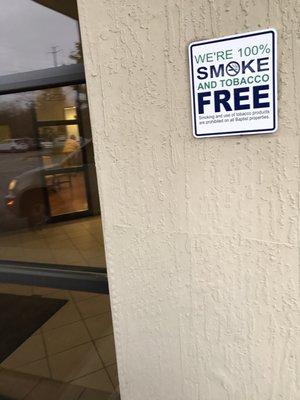 WE'RE 100%
SMOKE
AND TOBACCO
FREE
Smoking and use of tobacco products
are prohibited on all Baptist properties.